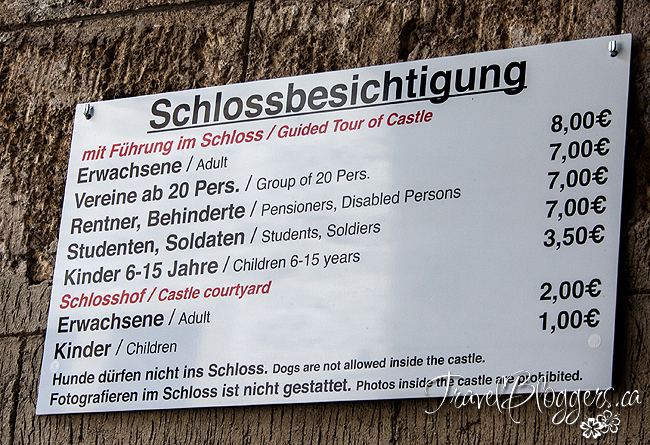 Schlossbesichtigung
mit Führung im Schloss / Guided Tour of Castle
Erwachsene / Adult 8,00€
Vereine ab 20 Pers. / Group of 20 Pers. 7,00€
Rentner, Behinderte / Pensioners, Disabled Persons 7,00€
Studenten, Soldaten / Students, Soldiers 7,00€
Kinder 6-15 Jahre / Children 6-15 years 3,50€
Schlosshof / Castle courtyard
Erwachsene / Adult 2,00€
Kinder / Children 1,00€
Hunde dürfen nicht ins Schloss. Dogs are not allowed inside the castle.
Fotografieren im Schloss ist nicht gestattet. Photos inside the castle are prohibited.
TravelBloggers.ca